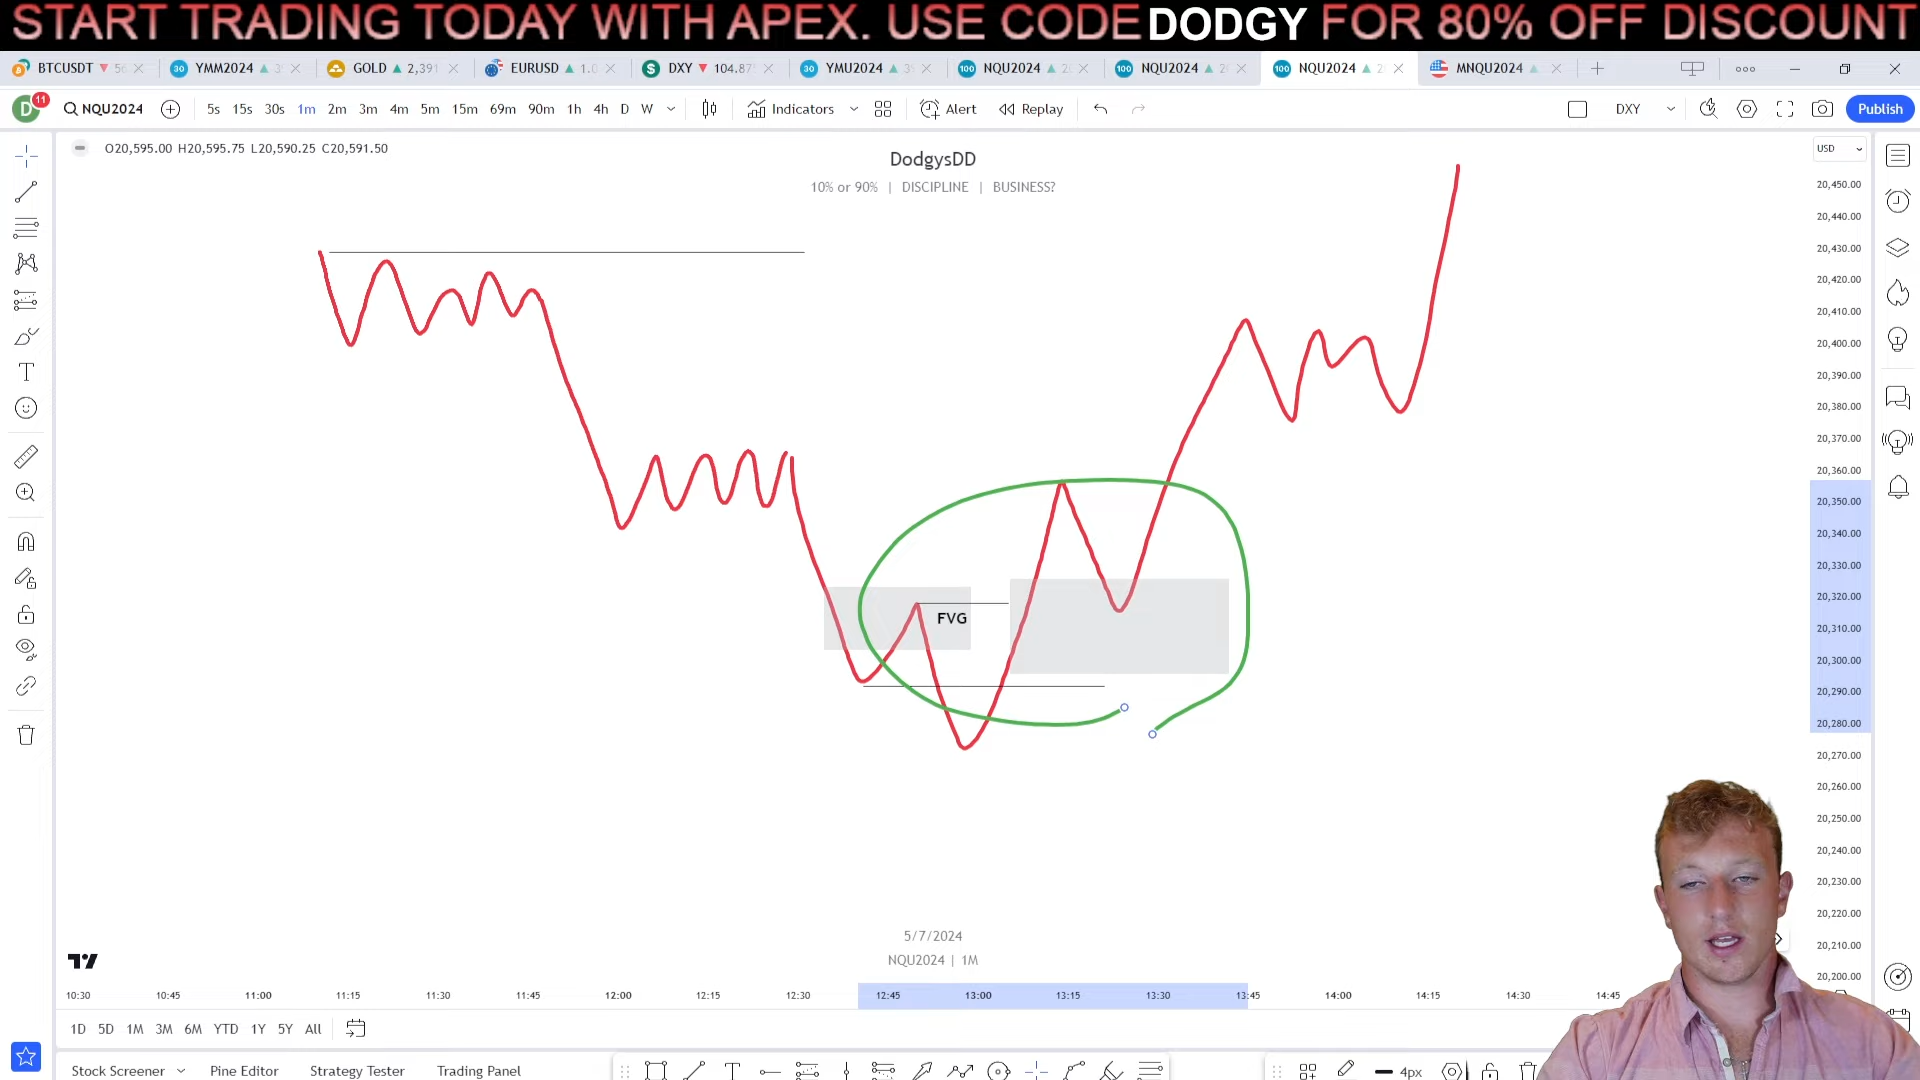 START TRADING TODAY WITH APEX. USE CODE DODGY FOR 80% OFF DISCOUNT
BTCUSDT YMM2024 GOLD 2,391 EURUSD DXY 104.87 YMU2024 NQU2024 NQU2024 NQU2024 MNQU2024
D 11 NQU2024 5s 15s 30s 1m 2m 3m 4m 5m 15m 69m 90m 1h 4h D W Indicators Alert Replay DXY Publish
O20,595.00 H20,595.75 L20,590.25 C20,591.50
USD
DodgysDD
10% or 90% | DISCIPLINE | BUSINESS?
20,450.00
20,440.00
20,430.00
20,420.00
20,410.00
20,400.00
20,390.00
20,380.00
20,370.00
20,360.00
20,350.00
20,340.00
20,330.00
20,320.00
20,310.00
20,300.00
20,290.00
20,280.00
20,270.00
20,260.00
20,250.00
20,240.00
20,230.00
20,220.00
20,210.00
20,200.00
FVG
5/7/2024
NQU2024 | 1M
10:30 10:45 11:00 11:15 11:30 11:45 12:00 12:15 12:30 12:45 13:00 13:15 13:30 13:45 14:00 14:15 14:30 14:45
1D 5D 1M 3M 6M YTD 1Y 5Y All
Stock Screener Pine Editor Strategy Tester Trading Panel 4px